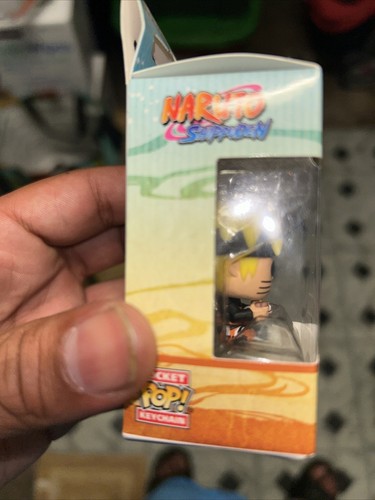 NARUTO
SHIPPUDEN
POCKET
POP!
KEYCHAIN